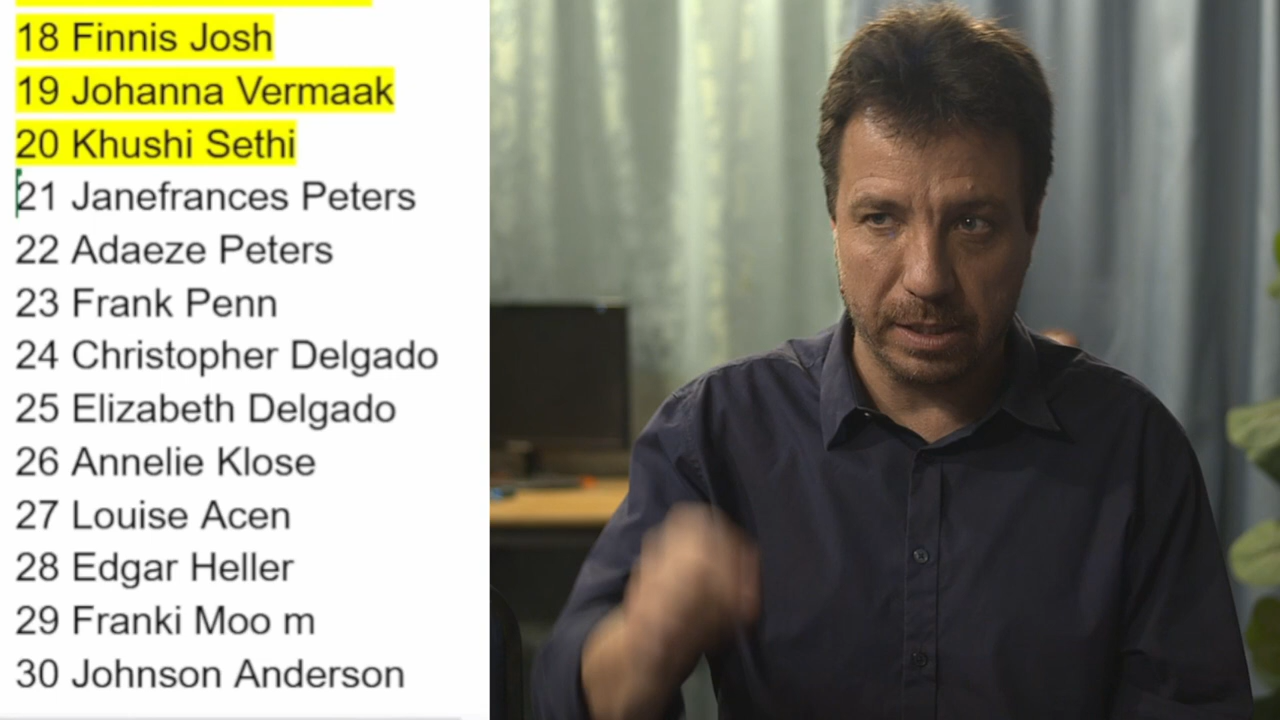 18 Finnis Josh
19 Johanna Vermaak
20 Khushi Sethi
21 Janefrances Peters
22 Adaeze Peters
23 Frank Penn
24 Christopher Delgado
25 Elizabeth Delgado
26 Annelie Klose
27 Louise Acen
28 Edgar Heller
29 Franki Moo m
30 Johnson Anderson